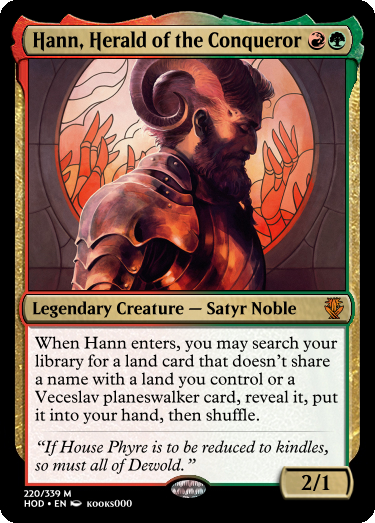 Hann, Herald of the Conqueror
Legendary Creature — Satyr Noble
When Hann enters, you may search your
library for a land card that doesn't share
a name with a land you control or a
Veceslav planeswalker card, reveal it, put
it into your hand, then shuffle.
“If House Phyre is to be reduced to kindles,
so must all of Dewold.”
2/1
220/339 M
HOD • EN kooks000